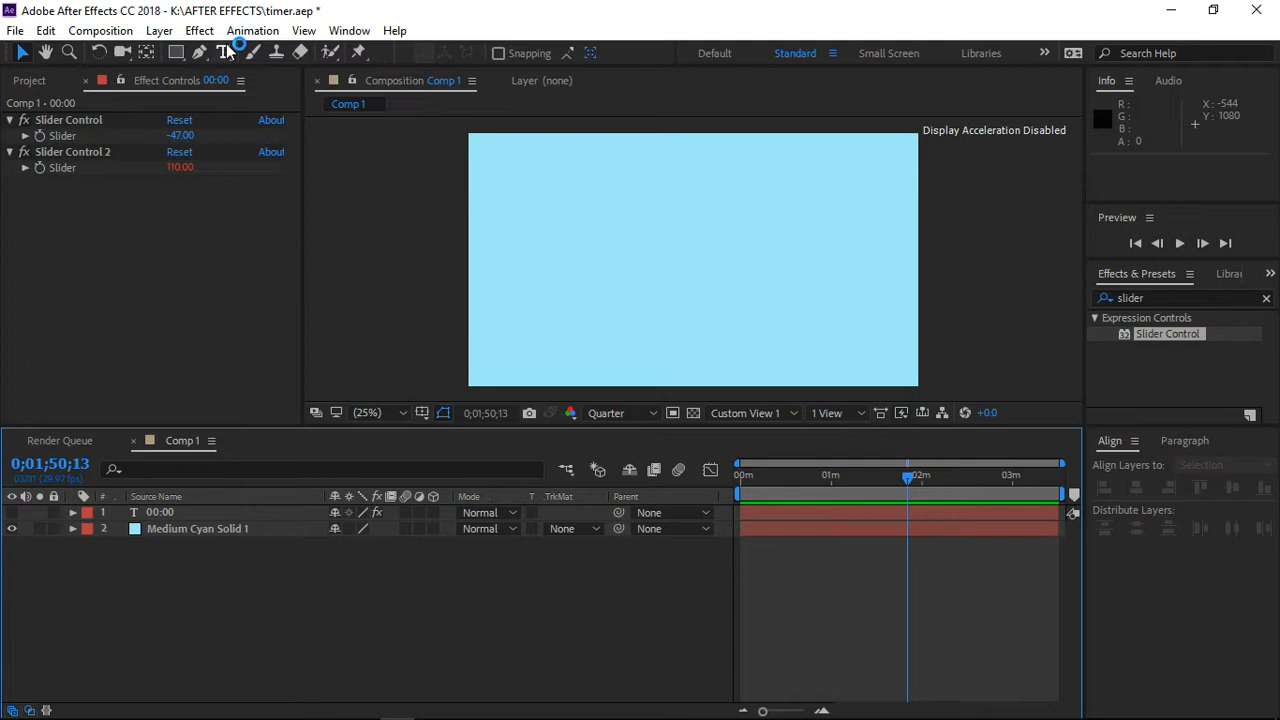 Adobe After Effects CC 2018 - K:\AFTER EFFECTS\timer.aep *
File Edit Composition Layer Effect Animation View Window Help
Snapping Default Standard Small Screen Libraries Search Help
Project Effect Controls 00:00 Composition Comp 1 Layer (none) Info Audio
Comp 1 • 00:00 Comp 1
R: X: -544
G: Y: 1080
B:
A: 0
fx Slider Control Reset About
Slider -47.00
fx Slider Control 2 Reset About
Slider 110.00
Display Acceleration Disabled
Preview
Effects & Presets Librai
slider
Expression Controls
32 Slider Control
(25%) 0;01;50;13 Quarter Custom View 1 1 View +0.0
Render Queue Comp 1 Align Paragraph
0;01;50;13
03311 (29.97 fps)
Align Layers to: Selection
00m 01m 02m 03m
# Source Name fx Mode T .TrkMat Parent
1 T 00:00 fx Normal None
2 Medium Cyan Solid 1 Normal None None
Distribute Layers: